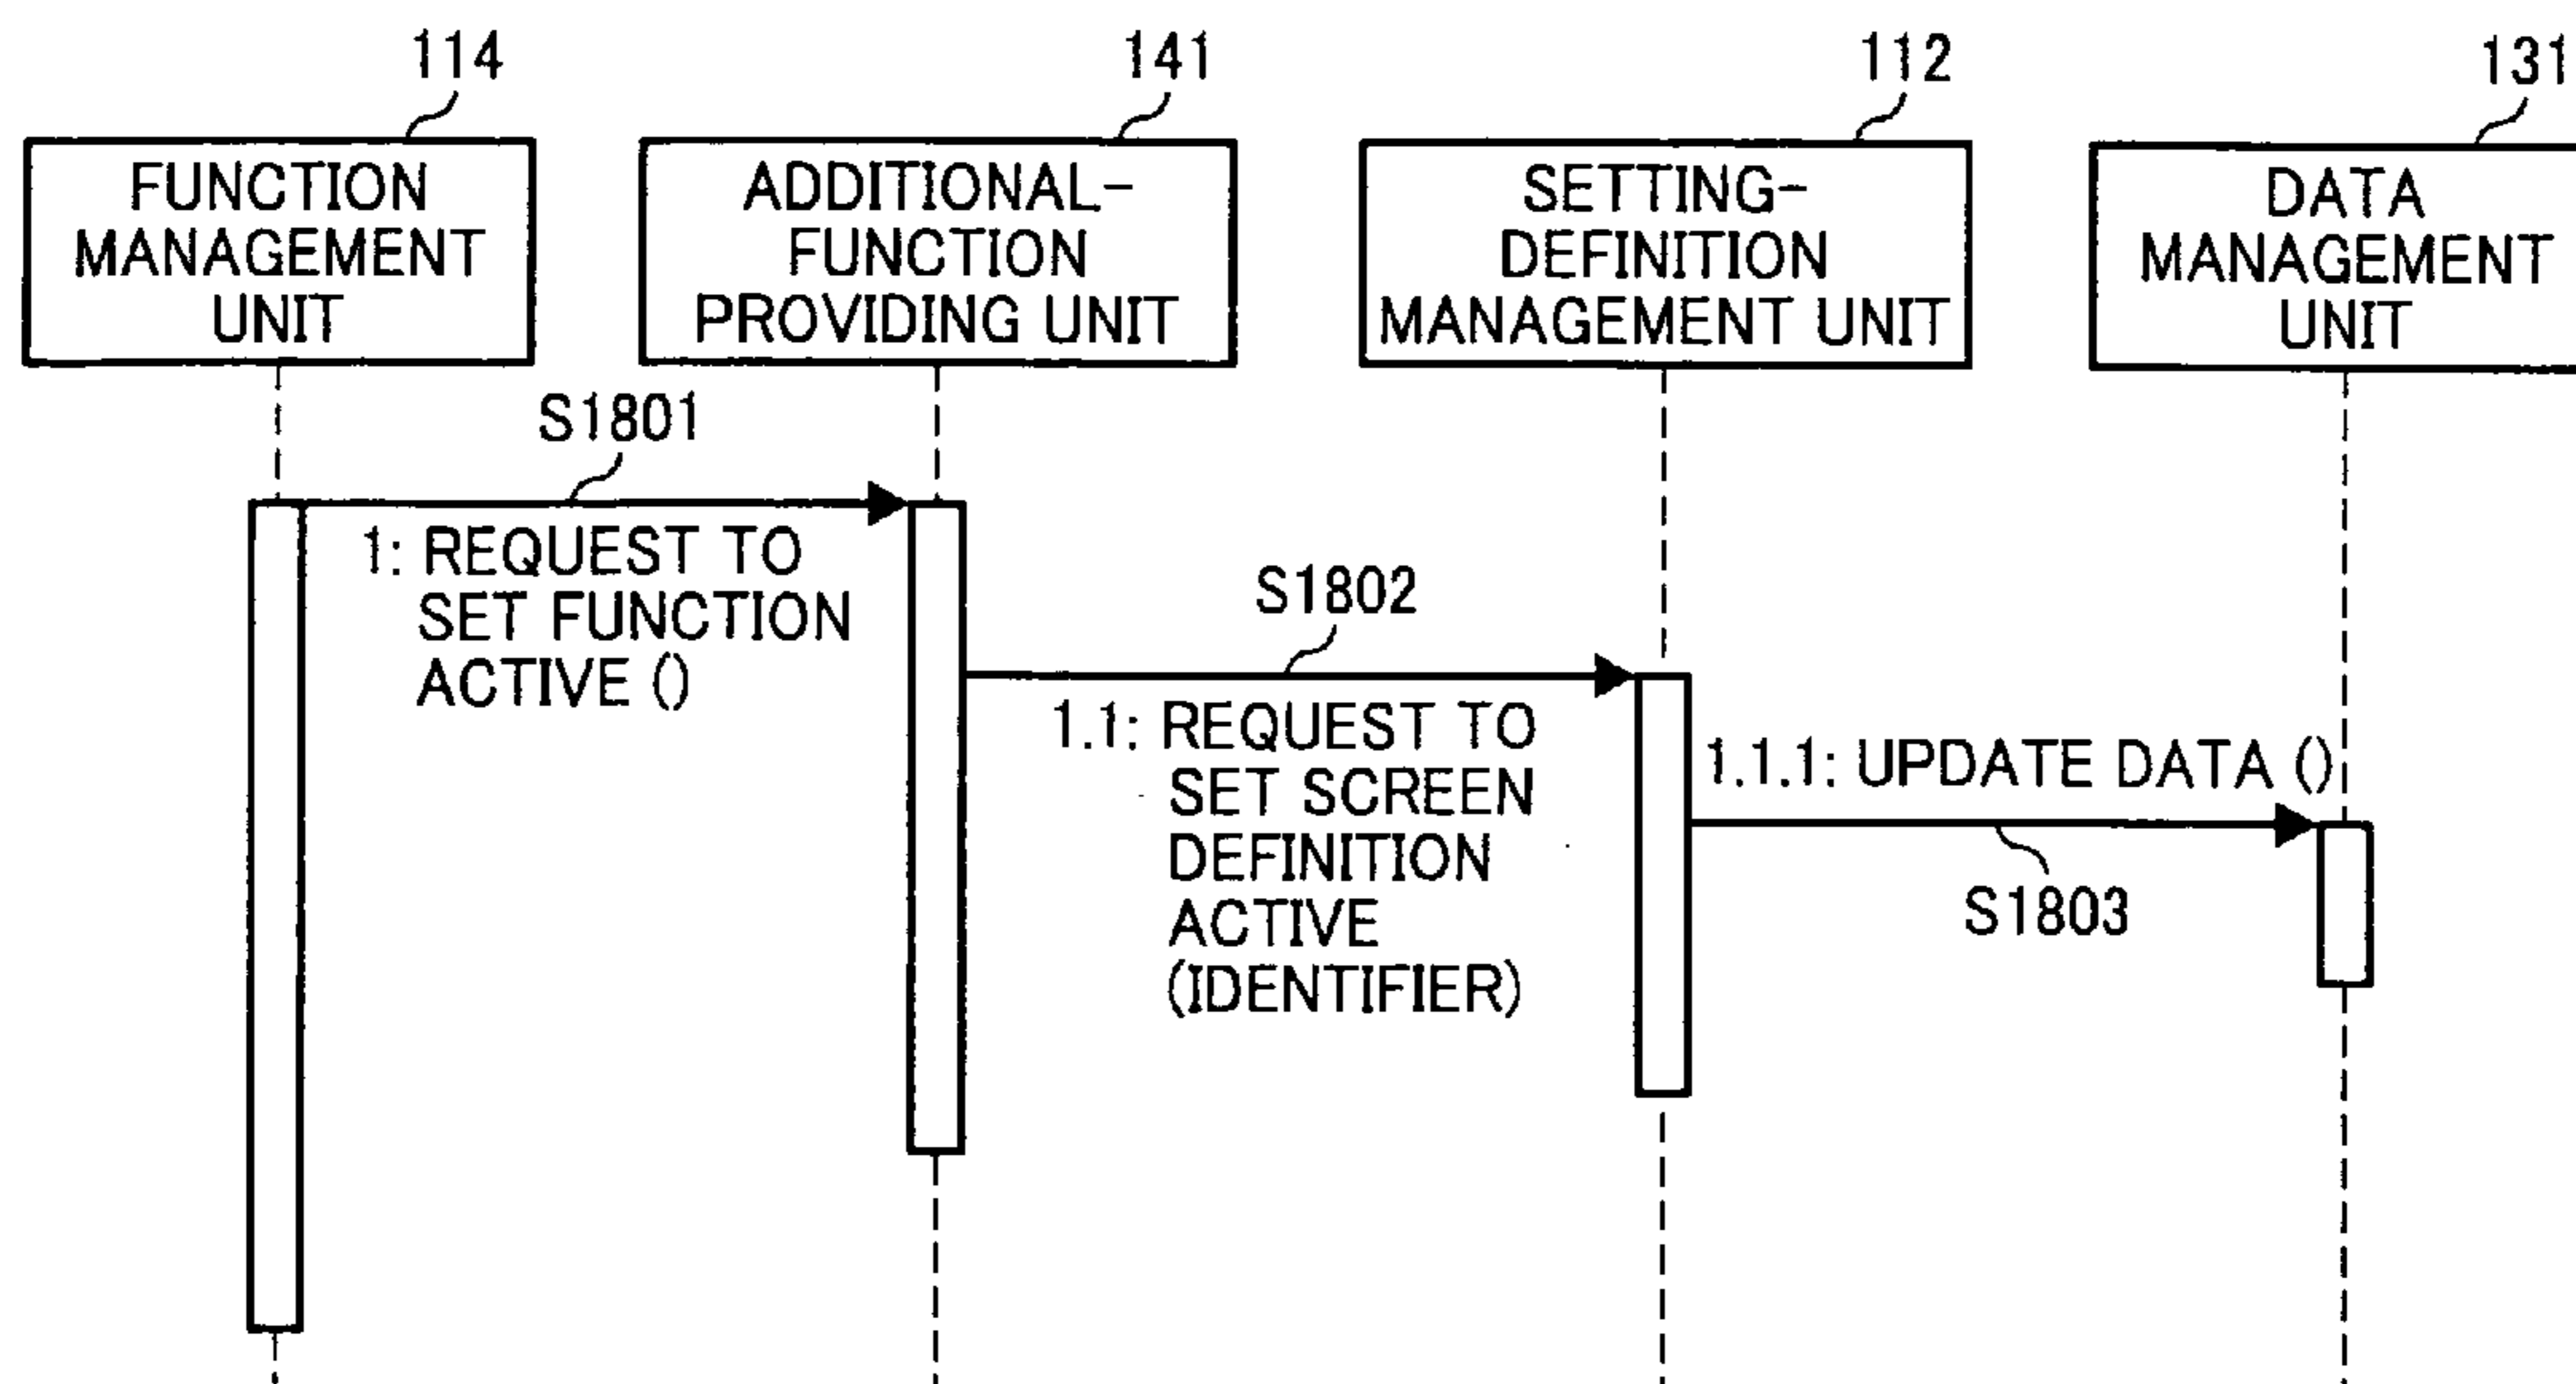 114
141
112
131
FUNCTION
MANAGEMENT
UNIT
ADDITIONAL-
FUNCTION
PROVIDING UNIT
SETTING-
DEFINITION
MANAGEMENT UNIT
DATA
MANAGEMENT
UNIT
S1801
1: REQUEST TO
SET FUNCTION
ACTIVE ()
S1802
1.1: REQUEST TO
SET SCREEN
DEFINITION
ACTIVE
(IDENTIFIER)
1.1.1: UPDATE DATA ()
S1803